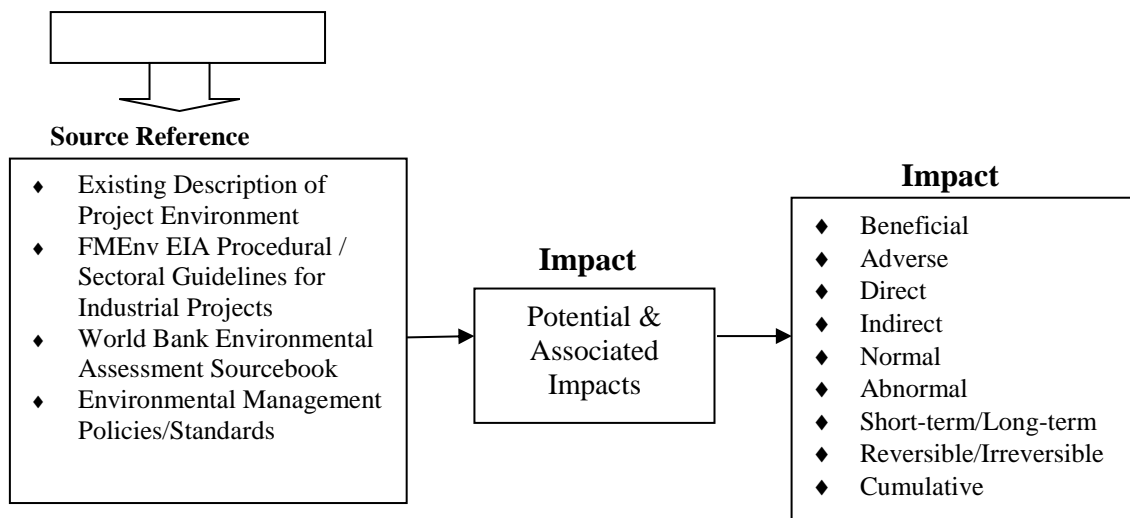 Source Reference
♦ Existing Description of
Project Environment
♦ FMEnv EIA Procedural /
Sectoral Guidelines for
Industrial Projects
♦ World Bank Environmental
Assessment Sourcebook
♦ Environmental Management
Policies/Standards
Impact
Potential &
Associated
Impacts
Impact
♦ Beneficial
♦ Adverse
♦ Direct
♦ Indirect
♦ Normal
♦ Abnormal
♦ Short-term/Long-term
♦ Reversible/Irreversible
♦ Cumulative